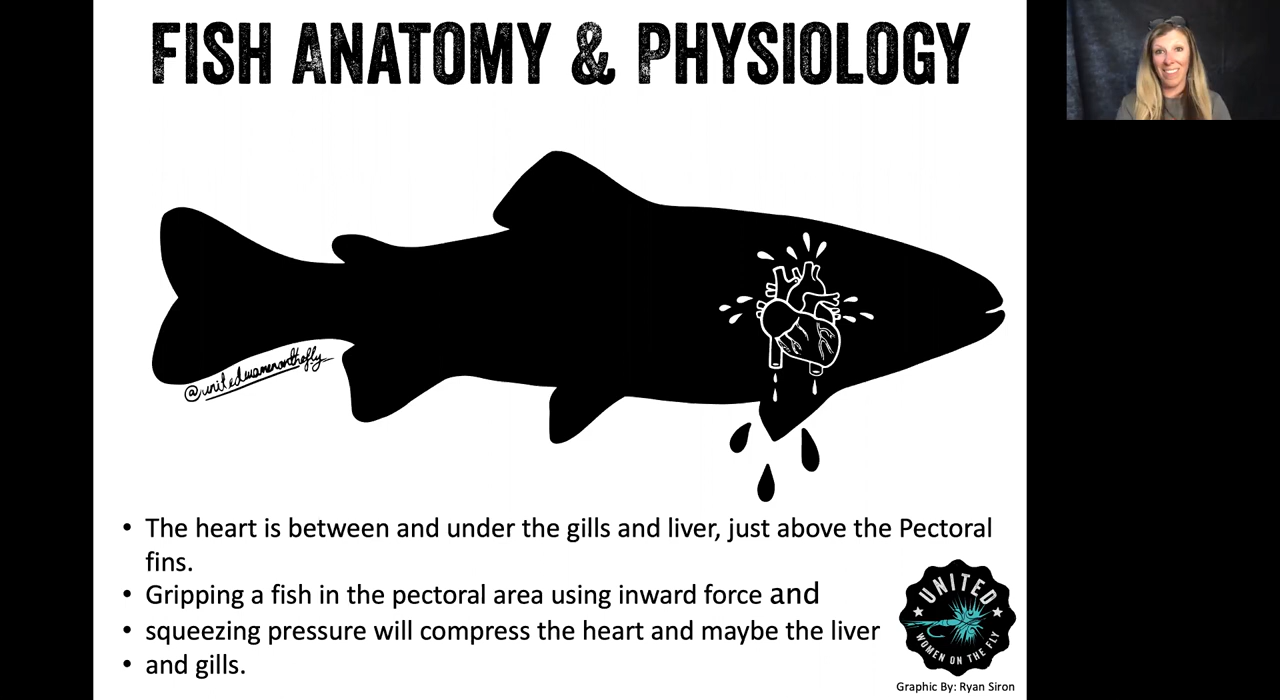 FISH ANATOMY & PHYSIOLOGY
@unitedwomenonthefly
• The heart is between and under the gills and liver, just above the Pectoral
fins.
• Gripping a fish in the pectoral area using inward force and
• squeezing pressure will compress the heart and maybe the liver
• and gills.
UNITED
WOMEN ON THE FLY
Graphic By: Ryan Siron